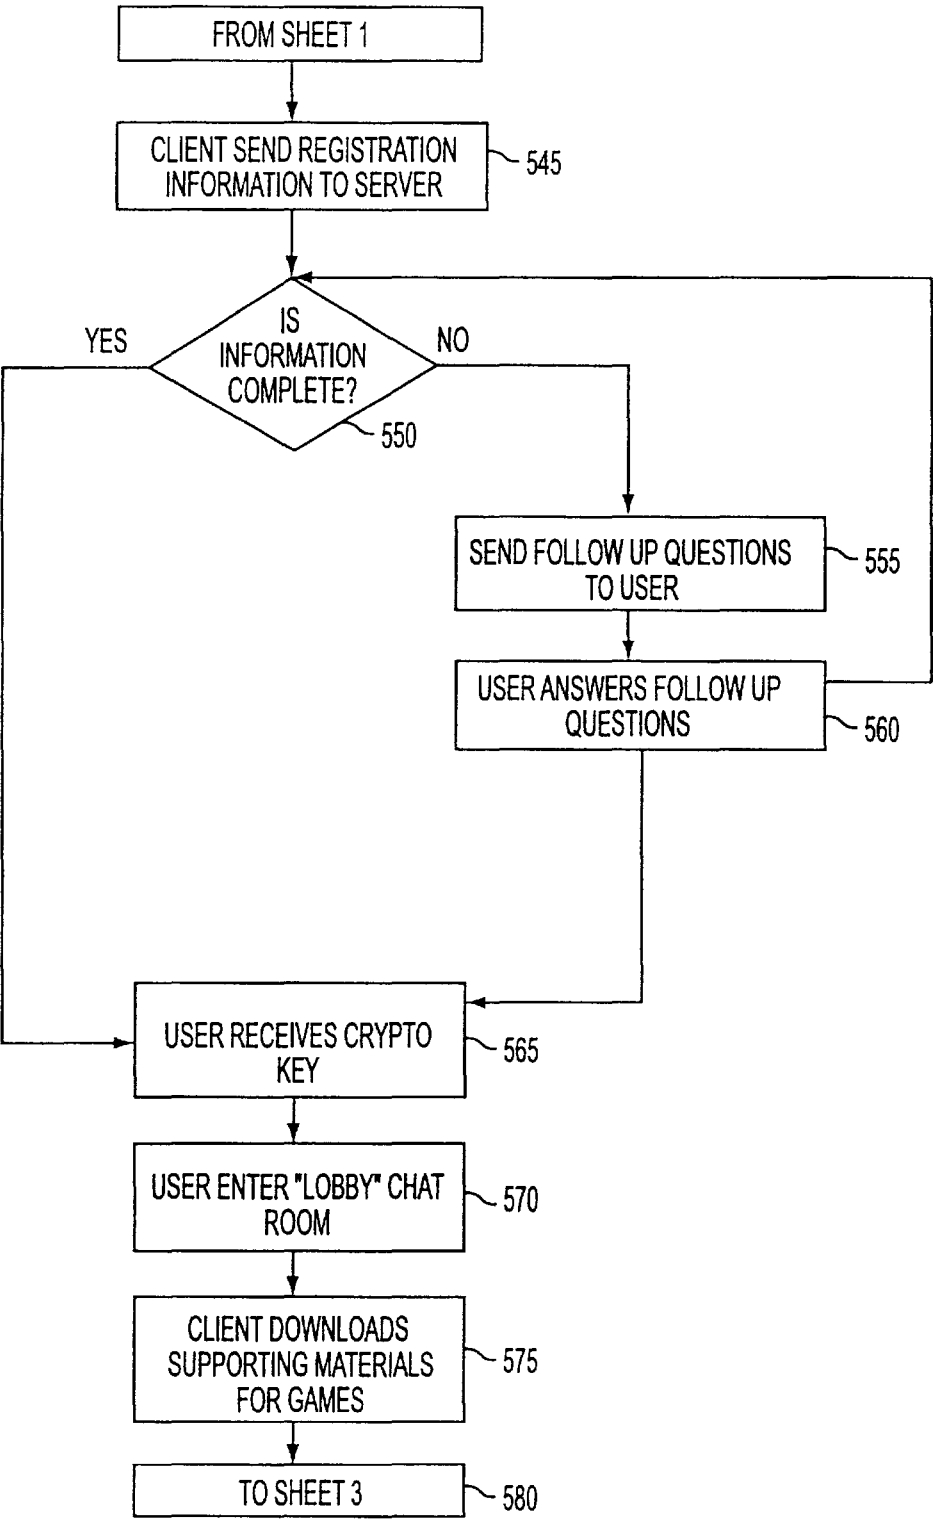 FROM SHEET 1
CLIENT SEND REGISTRATION
INFORMATION TO SERVER
545
IS
INFORMATION
COMPLETE?
YES
NO
550
SEND FOLLOW UP QUESTIONS
TO USER
555
USER ANSWERS FOLLOW UP
QUESTIONS
560
USER RECEIVES CRYPTO
KEY
565
USER ENTER "LOBBY" CHAT
ROOM
570
CLIENT DOWNLOADS
SUPPORTING MATERIALS
FOR GAMES
575
TO SHEET 3
580